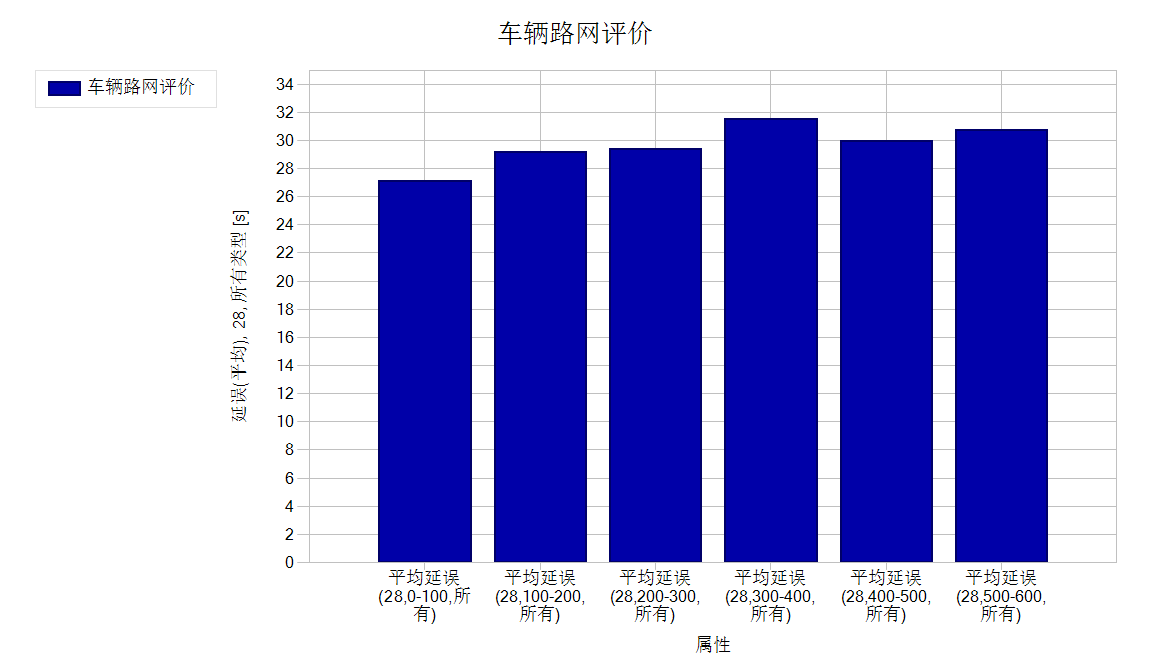 车辆路网评价
车辆路网评价
34
32
30
28
26
24
22
20
18
16
14
12
10
8
6
4
2
0
延误(平均), 28, 所有类型 [s]
平均延误
(28,0-100,所
有)
平均延误
(28,100-200,
所有)
平均延误
(28,200-300,
所有)
平均延误
(28,300-400,
所有)
平均延误
(28,400-500,
所有)
平均延误
(28,500-600,
所有)
属性